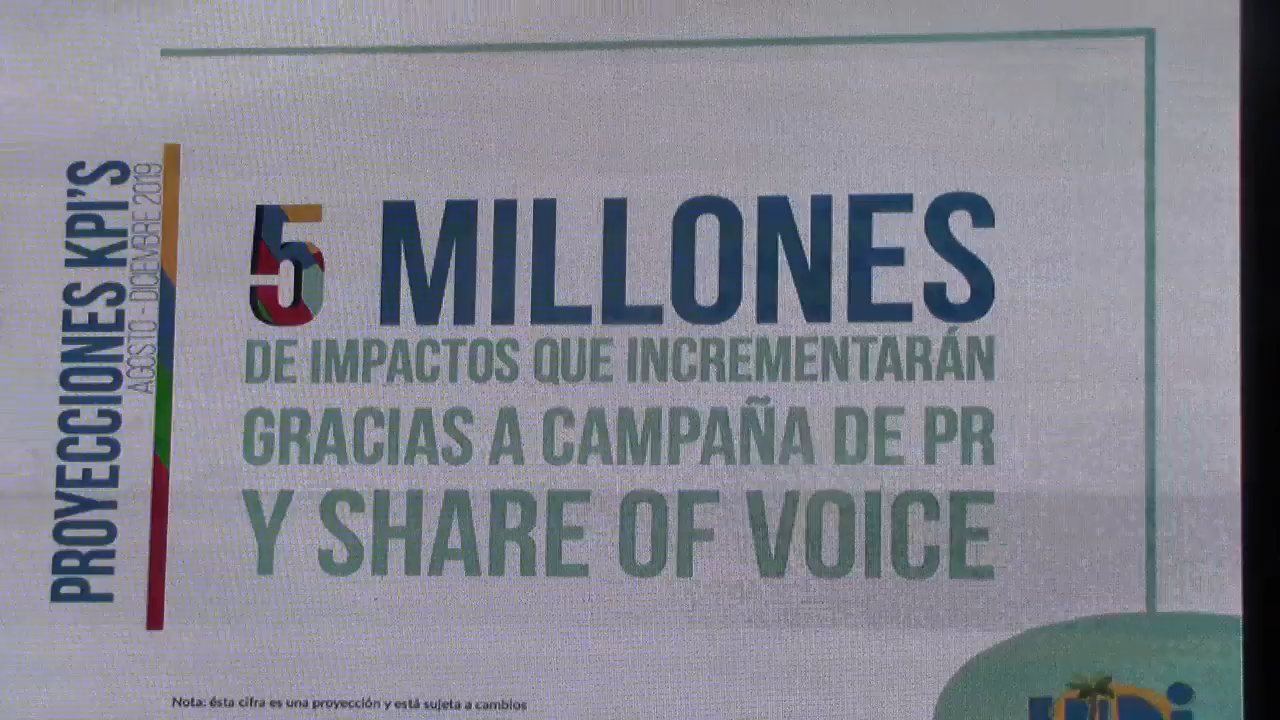 PROYECCIONES KPI'S
AGOSTO - DICIEMBRE 2019
5 MILLONES
DE IMPACTOS QUE INCREMENTARÁN
GRACIAS A CAMPAÑA DE PR
Y SHARE OF VOICE
Nota: ésta cifra es una proyección y está sujeta a cambios